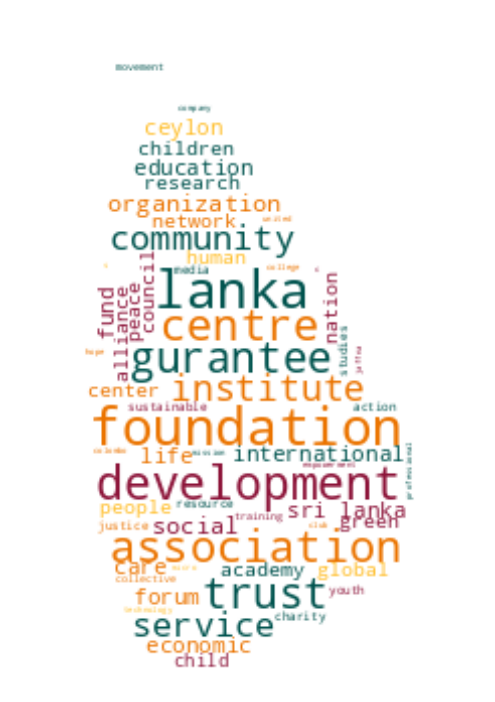 movement
company
ceylon
children
education
research
organization
network united
community
human
media college
council
lanka
fund
alliance
peace
nation
centre
studies
jaffna
gurantee
hope
center institute
sustainable action
foundation
colombo life mission international
empowerment
professional
development
people resource sri lanka
justice social training club green
association
care micro academy global
collective
forum trust youth
technology
service charity
economic
child